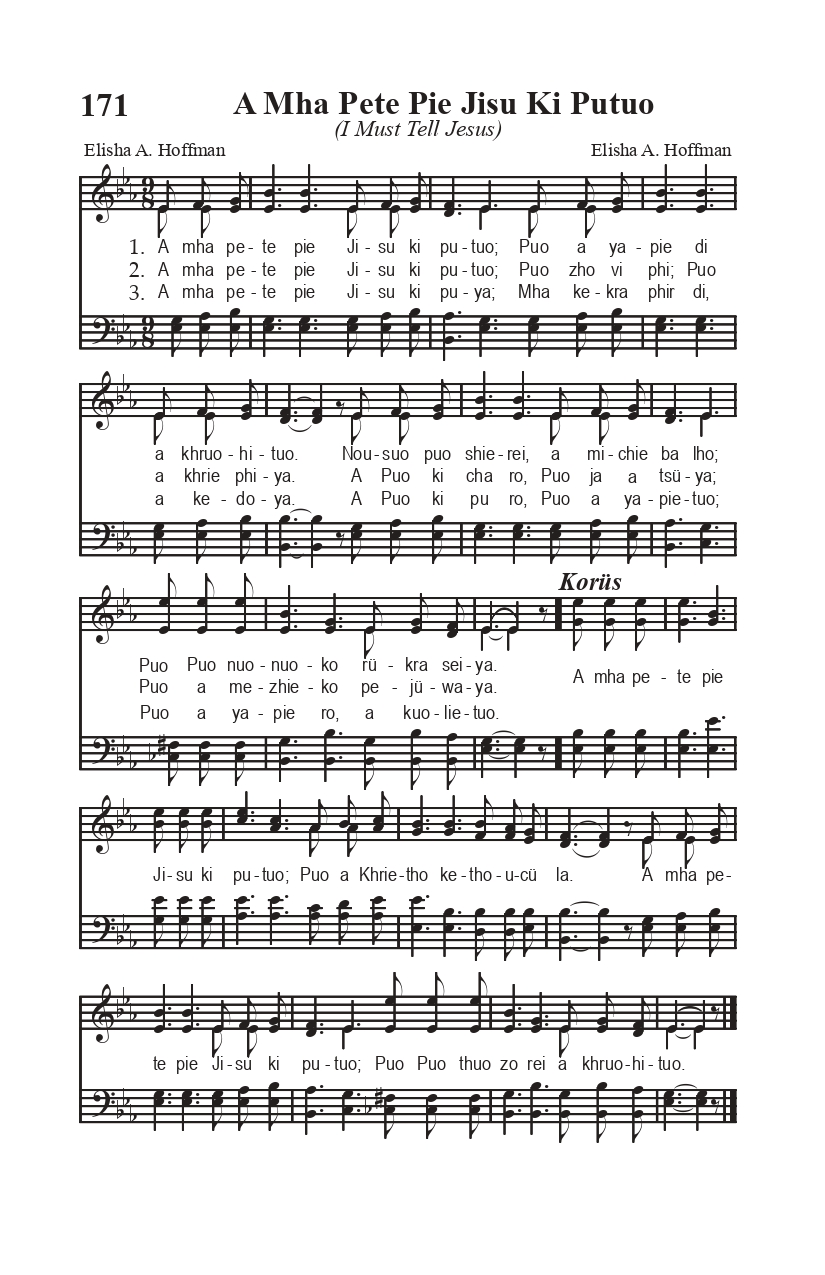 171 A Mha Pete Pie Jisu Ki Putuo
(I Must Tell Jesus)
Elisha A. Hoffman Elisha A. Hoffman
1. A mha pe - te pie Ji - su ki pu - tuo; Puo a ya - pie di
2. A mha pe - te pie Ji - su ki pu - tuo; Puo zho vi phi; Puo
3. A mha pe - te pie Ji - su ki pu - ya; Mha ke - kra phir di,
a khruo - hi - tuo. Nou - suo puo shie - rei, a mi - chie ba lho;
a khrie phi - ya. A Puo ki cha ro, Puo ja a tsü - ya;
a ke - do - ya. A Puo ki pu ro, Puo a ya - pie - tuo;
Korüs
Puo Puo nuo - nuo - ko rü - kra sei - ya. A mha pe - te pie
Puo a me - zhie - ko pe - jü - wa - ya.
Puo a ya - pie ro, a kuo - lie - tuo.
Ji - su ki pu - tuo; Puo a Khrie - tho ke - tho - u - cü la. A mha pe -
te pie Ji - su ki pu - tuo; Puo Puo thuo zo rei a khruo - hi - tuo.